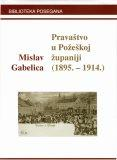 BIBLIOTEKA POSEGANA
Mislav
Gabelica
Pravaštvo
u Požeškoj
županiji
(1895. – 1914.)